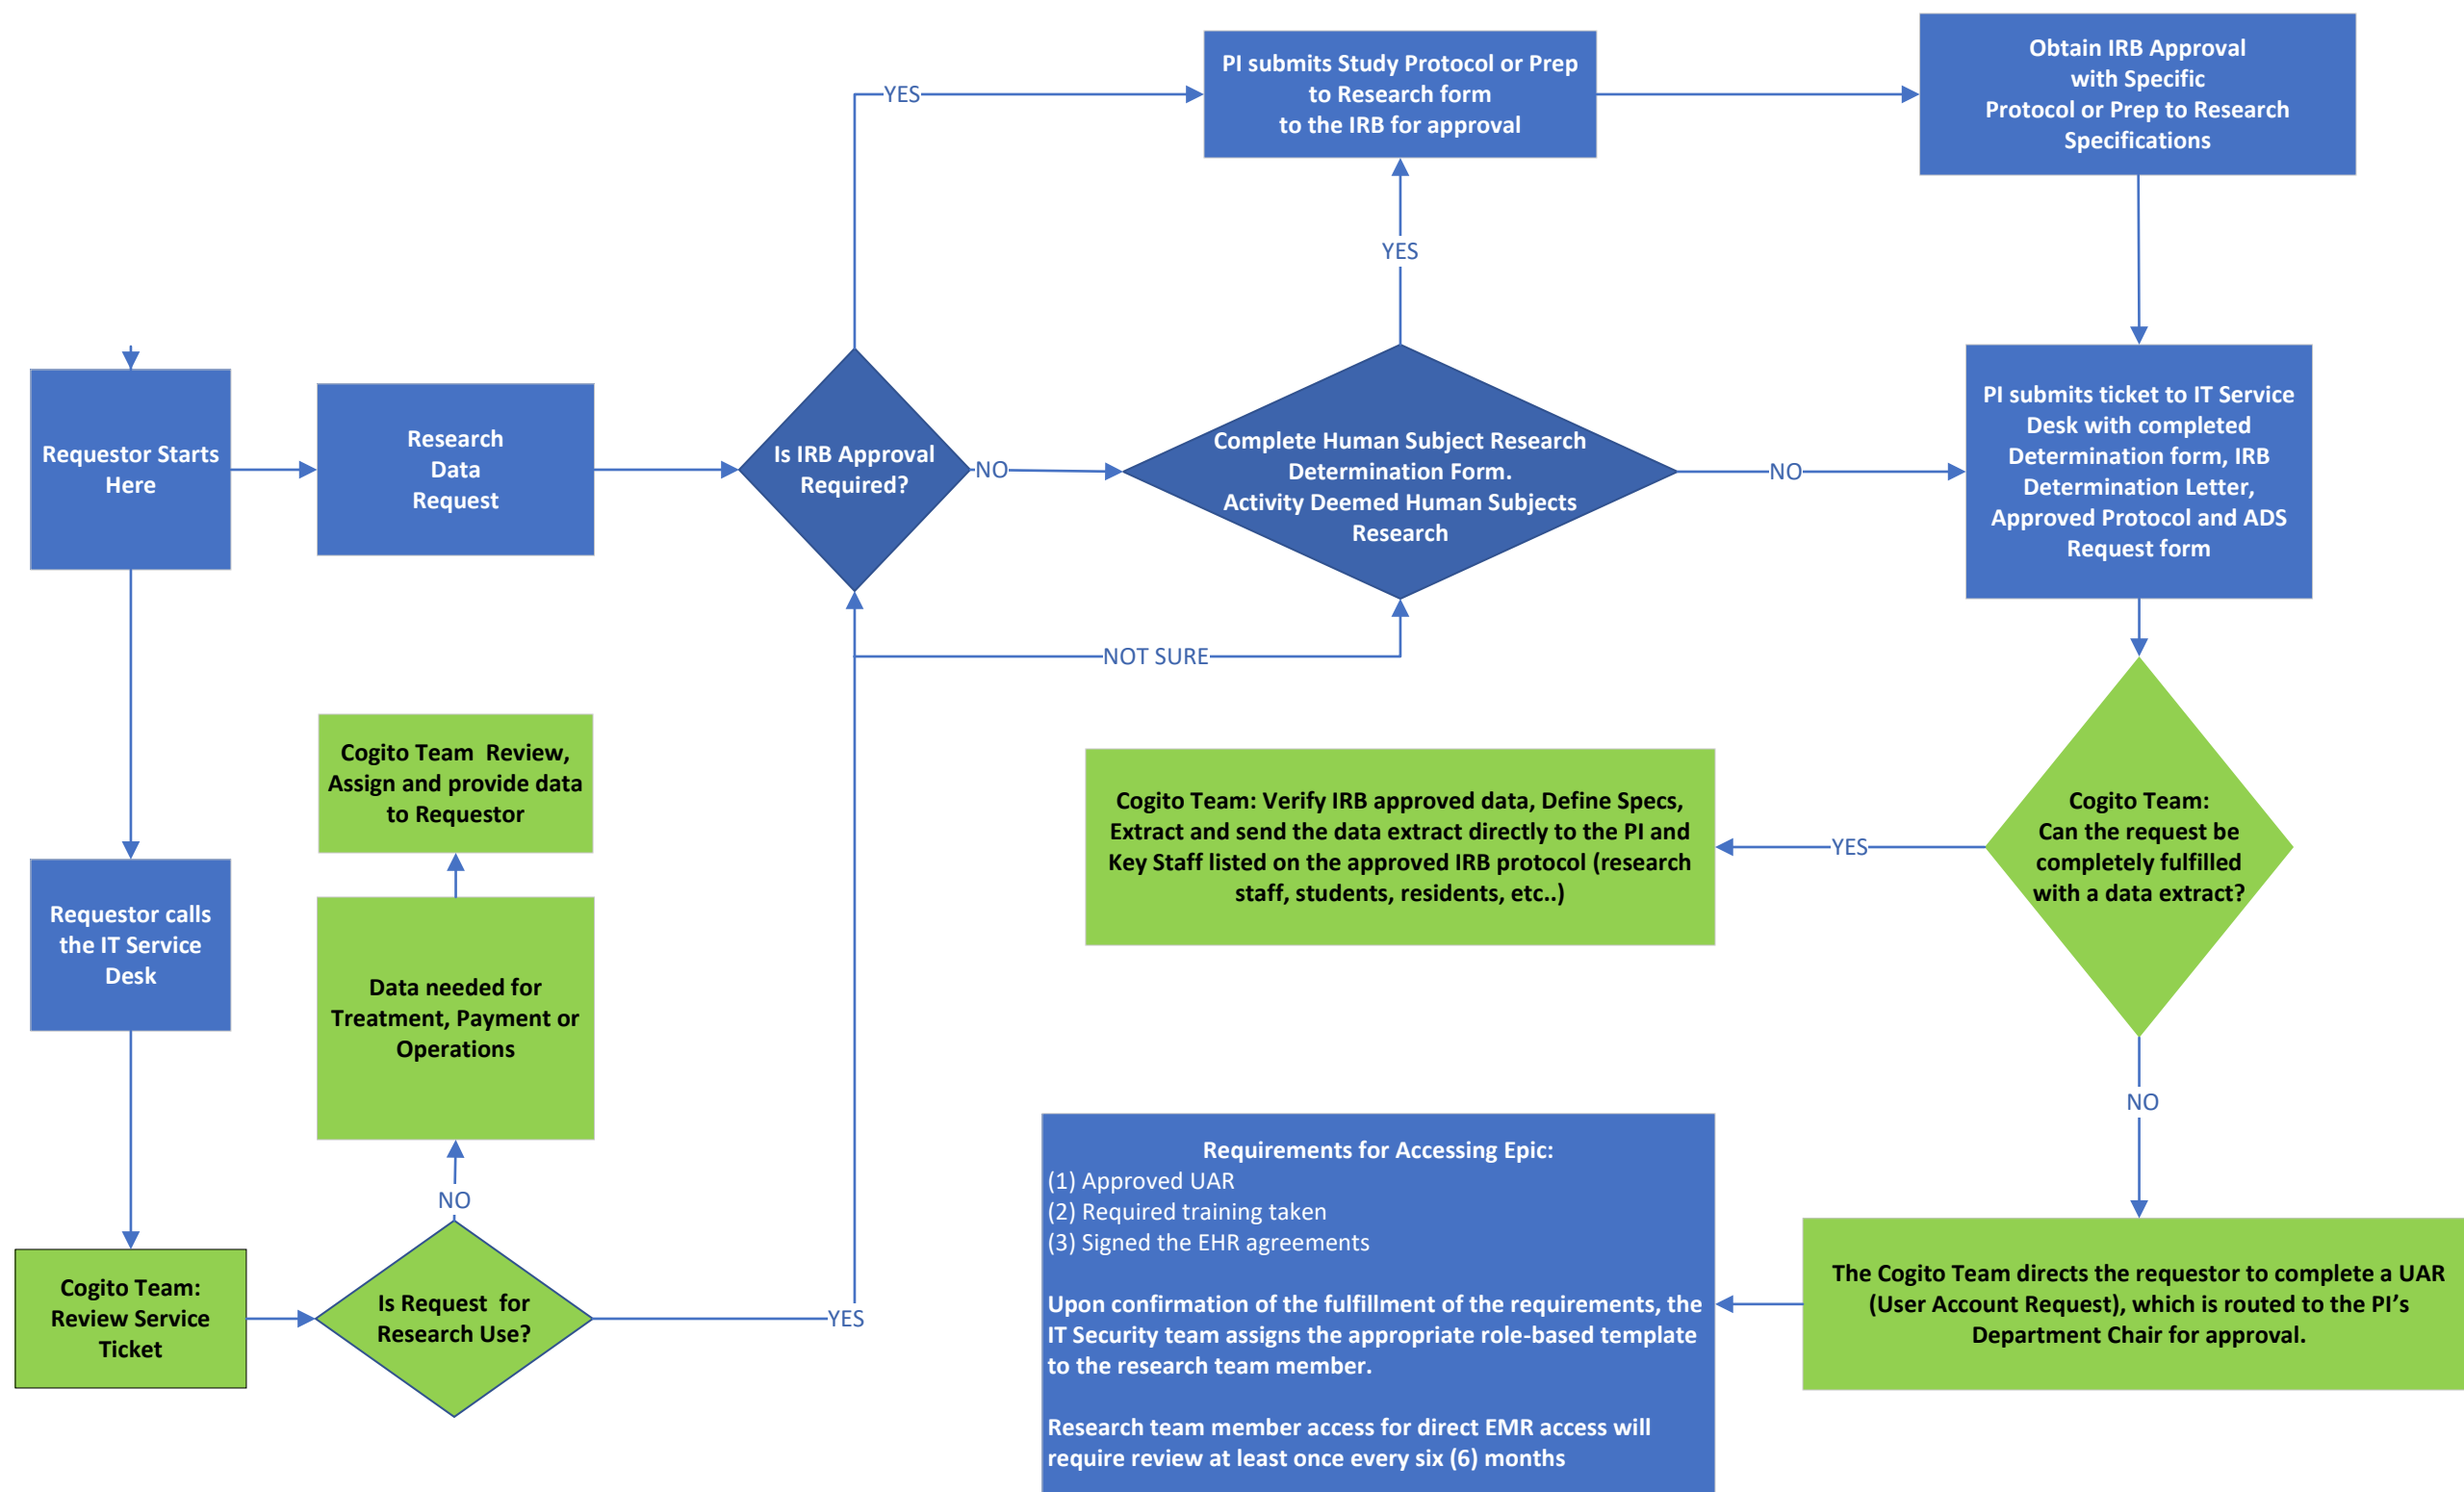 PI submits Study Protocol or Prep
to Research form
to the IRB for approval
Obtain IRB Approval
with Specific
Protocol or Prep to Research
Specifications
YES
YES
Requestor Starts
Here
Research
Data
Request
Is IRB Approval
Required?
NO
Complete Human Subject Research
Determination Form.
Activity Deemed Human Subjects
Research
NO
PI submits ticket to IT Service
Desk with completed
Determination form, IRB
Determination Letter,
Approved Protocol and ADS
Request form
NOT SURE
Cogito Team  Review,
Assign and provide data
to Requestor
Cogito Team: Verify IRB approved data, Define Specs,
Extract and send the data extract directly to the PI and
Key Staff listed on the approved IRB protocol (research
staff, students, residents, etc..)
YES
Cogito Team:
Can the request be
completely fulfilled
with a data extract?
Requestor calls
the IT Service
Desk
Data needed for
Treatment, Payment or
Operations
NO
NO
Requirements for Accessing Epic:
(1) Approved UAR
(2) Required training taken
(3) Signed the EHR agreements
Upon confirmation of the fulfillment of the requirements, the
IT Security team assigns the appropriate role-based template
to the research team member.
Research team member access for direct EMR access will
require review at least once every six (6) months
Cogito Team:
Review Service
Ticket
Is Request  for
Research Use?
YES
The Cogito Team directs the requestor to complete a UAR
(User Account Request), which is routed to the PI’s
Department Chair for approval.